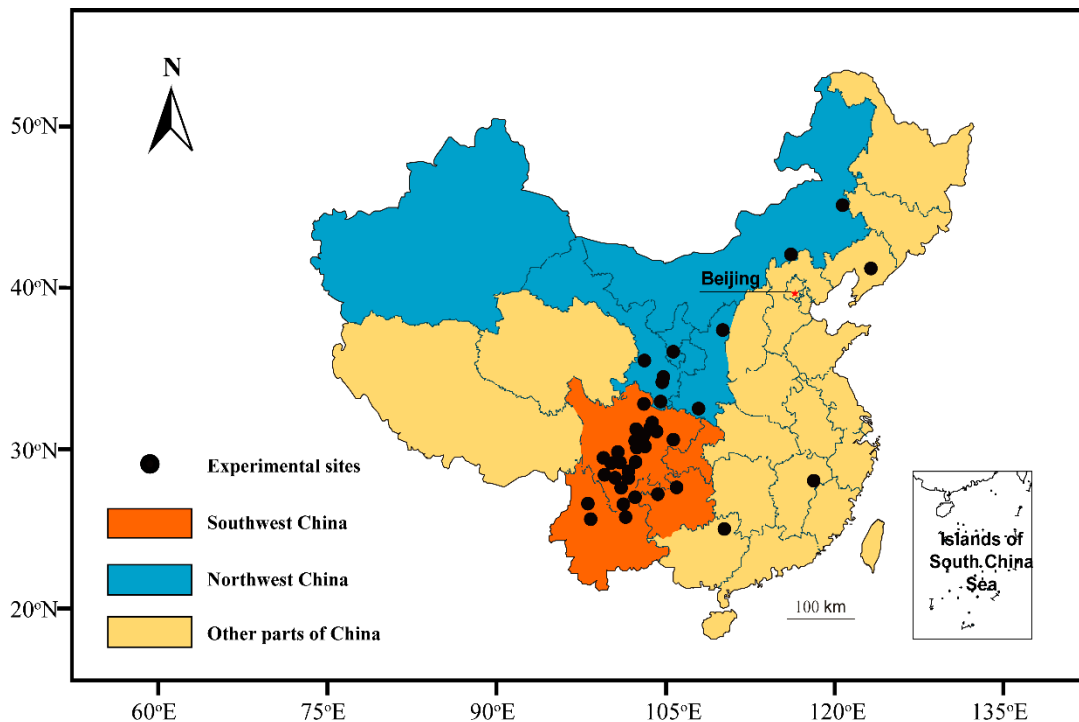 N
50°N
40°N
30°N
20°N
Beijing
Experimental sites
Southwest China
Northwest China
Other parts of China
100 km
Islands of
South China
Sea
60°E
75°E
90°E
105°E
120°E
135°E